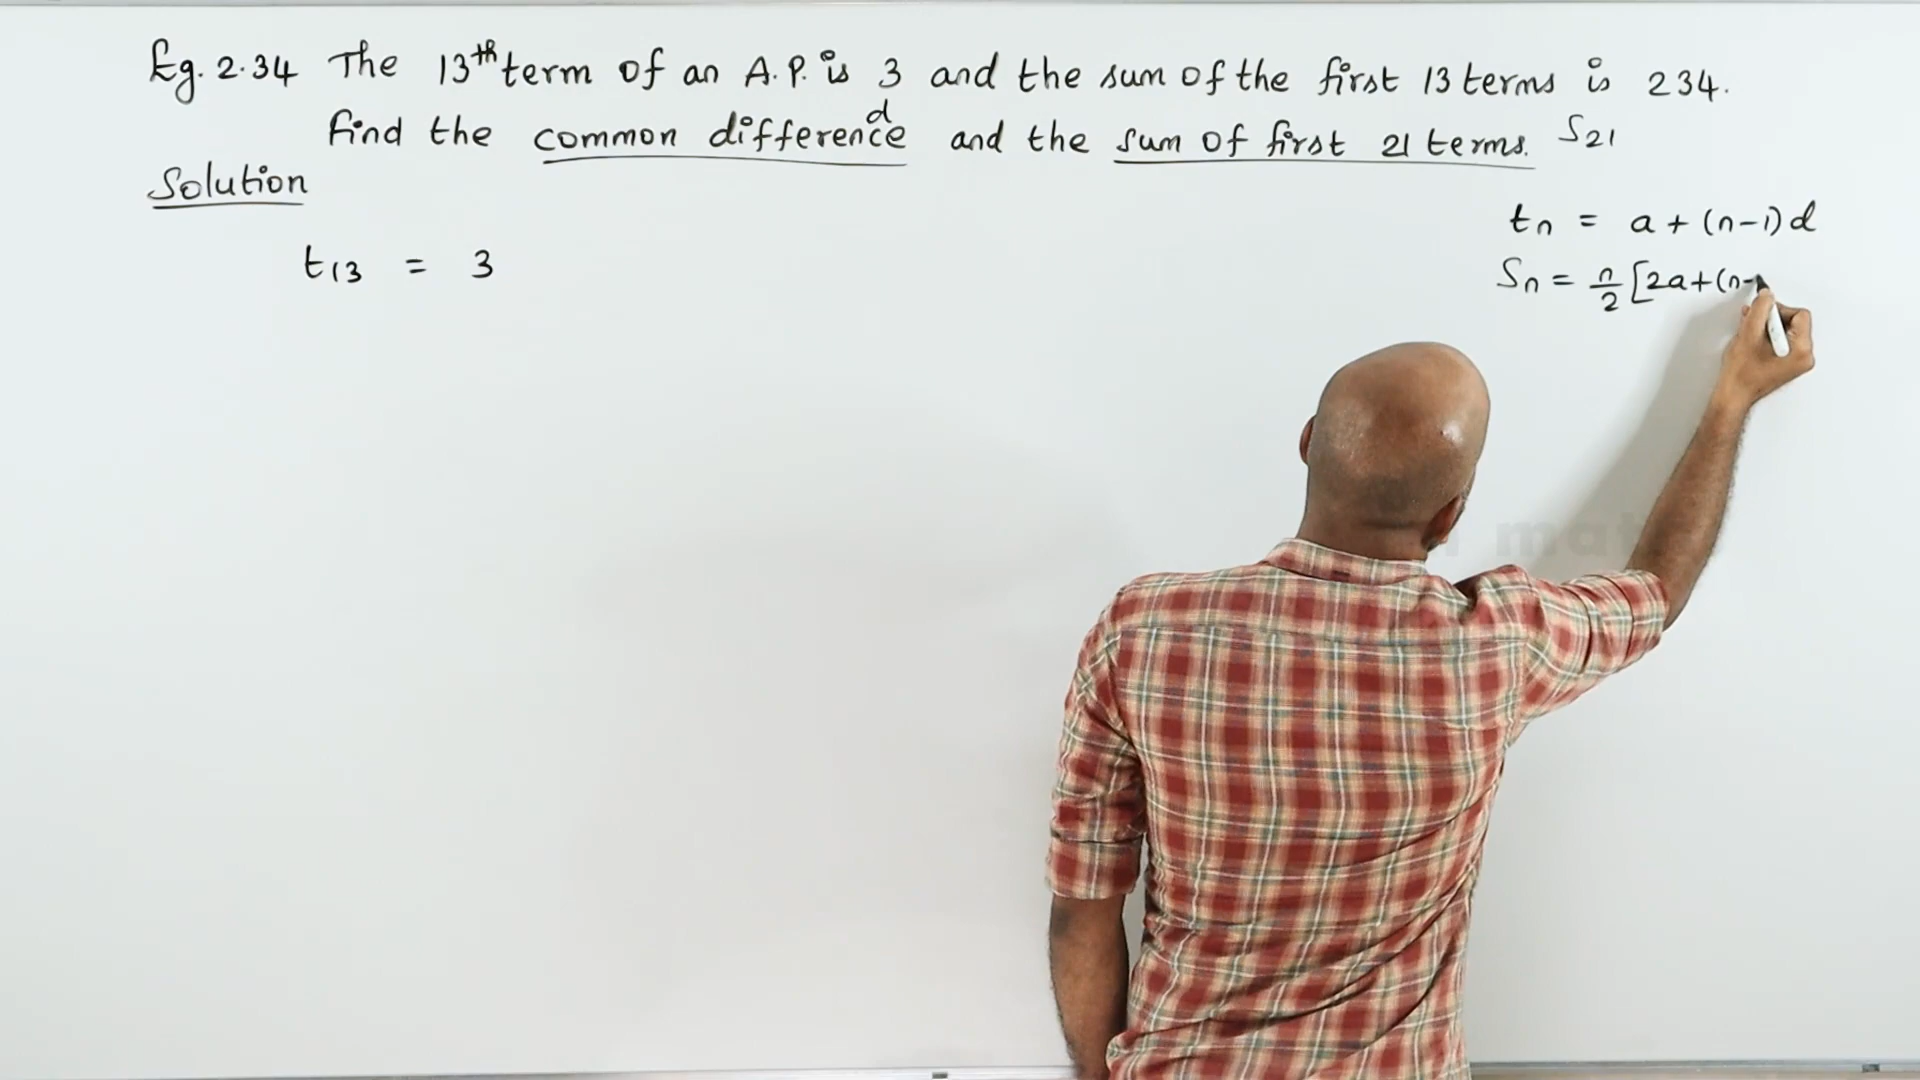 Eg. 2.34 The 13th term of an A.P. is 3 and the sum of the first 13 terms is 234.
Find the common difference d and the sum of first 21 terms. S21
Solution
tn = a + (n-1)d
t13 = 3
Sn = n/2 [2a+(n-